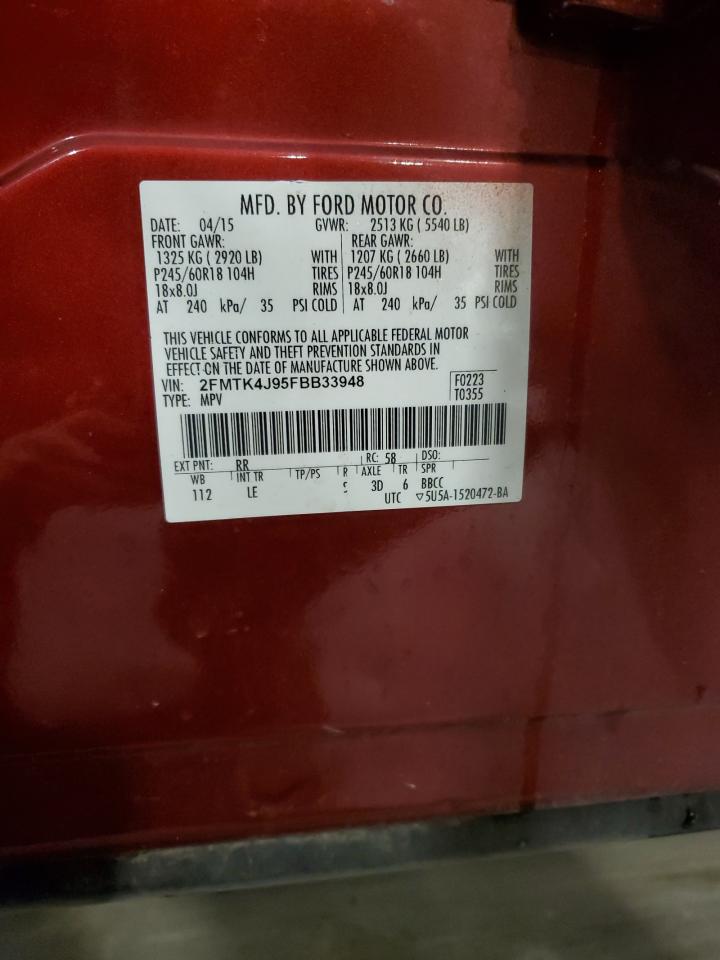 MFD. BY FORD MOTOR CO.
DATE: 04/15 GVWR: 2513 KG ( 5540 LB)
FRONT GAWR: REAR GAWR:
1325 KG ( 2920 LB) WITH 1207 KG ( 2660 LB) WITH
P245/60R18 104H TIRES P245/60R18 104H TIRES
18x8.0J RIMS 18x8.0J RIMS
AT 240 kPa/ 35 PSI COLD AT 240 kPa/ 35 PSI COLD
THIS VEHICLE CONFORMS TO ALL APPLICABLE FEDERAL MOTOR
VEHICLE SAFETY AND THEFT PREVENTION STANDARDS IN
EFFECT ON THE DATE OF MANUFACTURE SHOWN ABOVE.
VIN: 2FMTK4J95FBB33948 F0223
TYPE: MPV T0355
EXT PNT: RR RC: 58 DSO:
WB INT TR TP/PS R AXLE TR SPR
112 LE 3D 6 BBCC
UTC ▽5U5A-1520472-BA